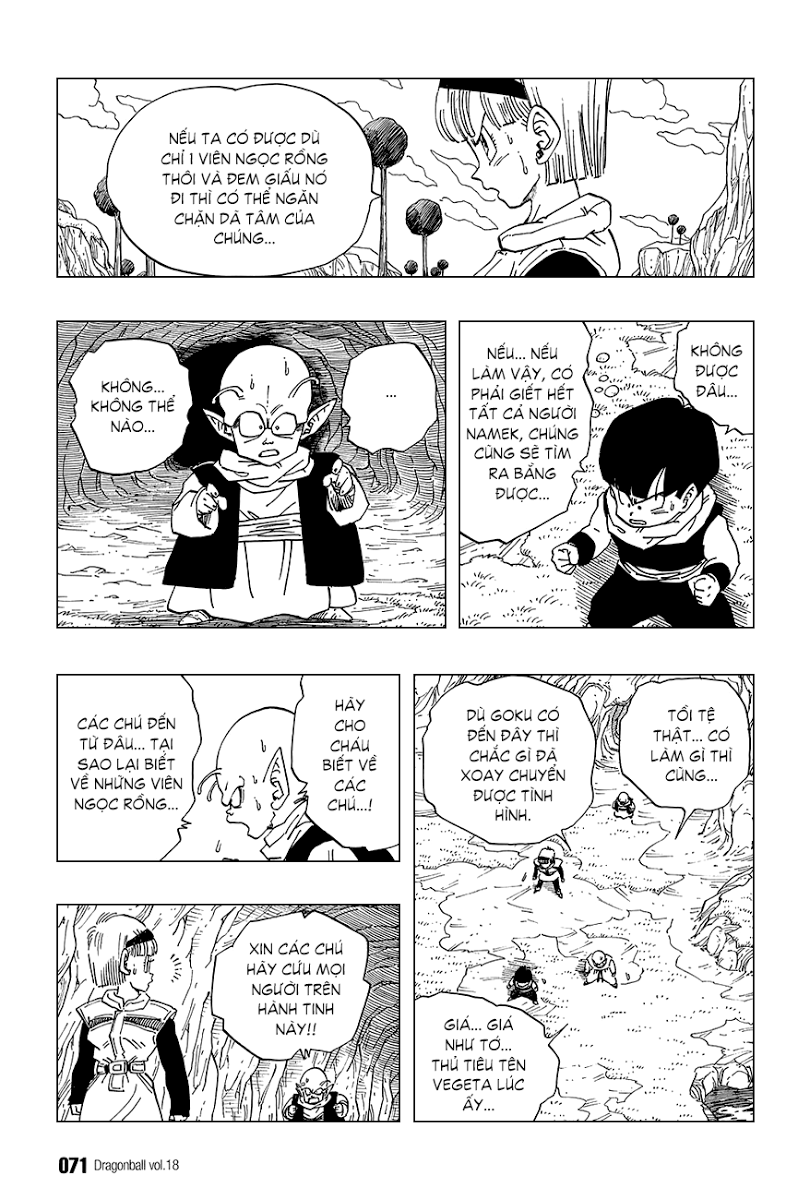 NẾU TA CÓ ĐƯỢC DÙ
CHỈ 1 VIÊN NGỌC RỒNG
THÔI VÀ ĐEM GIẤU NÓ
ĐI THÌ CÓ THỂ NGĂN
CHẶN DÃ TÂM CỦA
CHÚNG...
KHÔNG
ĐƯỢC
ĐÂU...
NẾU... NẾU
LÀM VẬY, CÓ
PHẢI GIẾT HẾT
TẤT CẢ NGƯỜI
NAMEK, CHÚNG
CŨNG SẼ TÌM
RA BẰNG
ĐƯỢC...
...
KHÔNG...
KHÔNG THỂ
NÀO...
TỒI TỆ
THẬT... CÓ
LÀM GÌ THÌ
CŨNG...
DÙ GOKU CÓ
ĐẾN ĐÂY THÌ
CHẮC GÌ ĐÃ
XOAY CHUYỂN
ĐƯỢC TÌNH
HÌNH.
GIÁ... GIÁ
NHƯ TỚ...
THỦ TIÊU TÊN
VEGETA LÚC
ẤY...
HÃY
CHO
CHÁU
BIẾT VỀ
CÁC
CHÚ...!
CÁC CHÚ ĐẾN
TỪ ĐÂU... TẠI
SAO LẠI BIẾT
VỀ NHỮNG VIÊN
NGỌC RỒNG...
XIN CÁC CHÚ
HÃY CỨU MỌI
NGƯỜI TRÊN
HÀNH TINH
NÀY!!
071 Dragonball vol.18